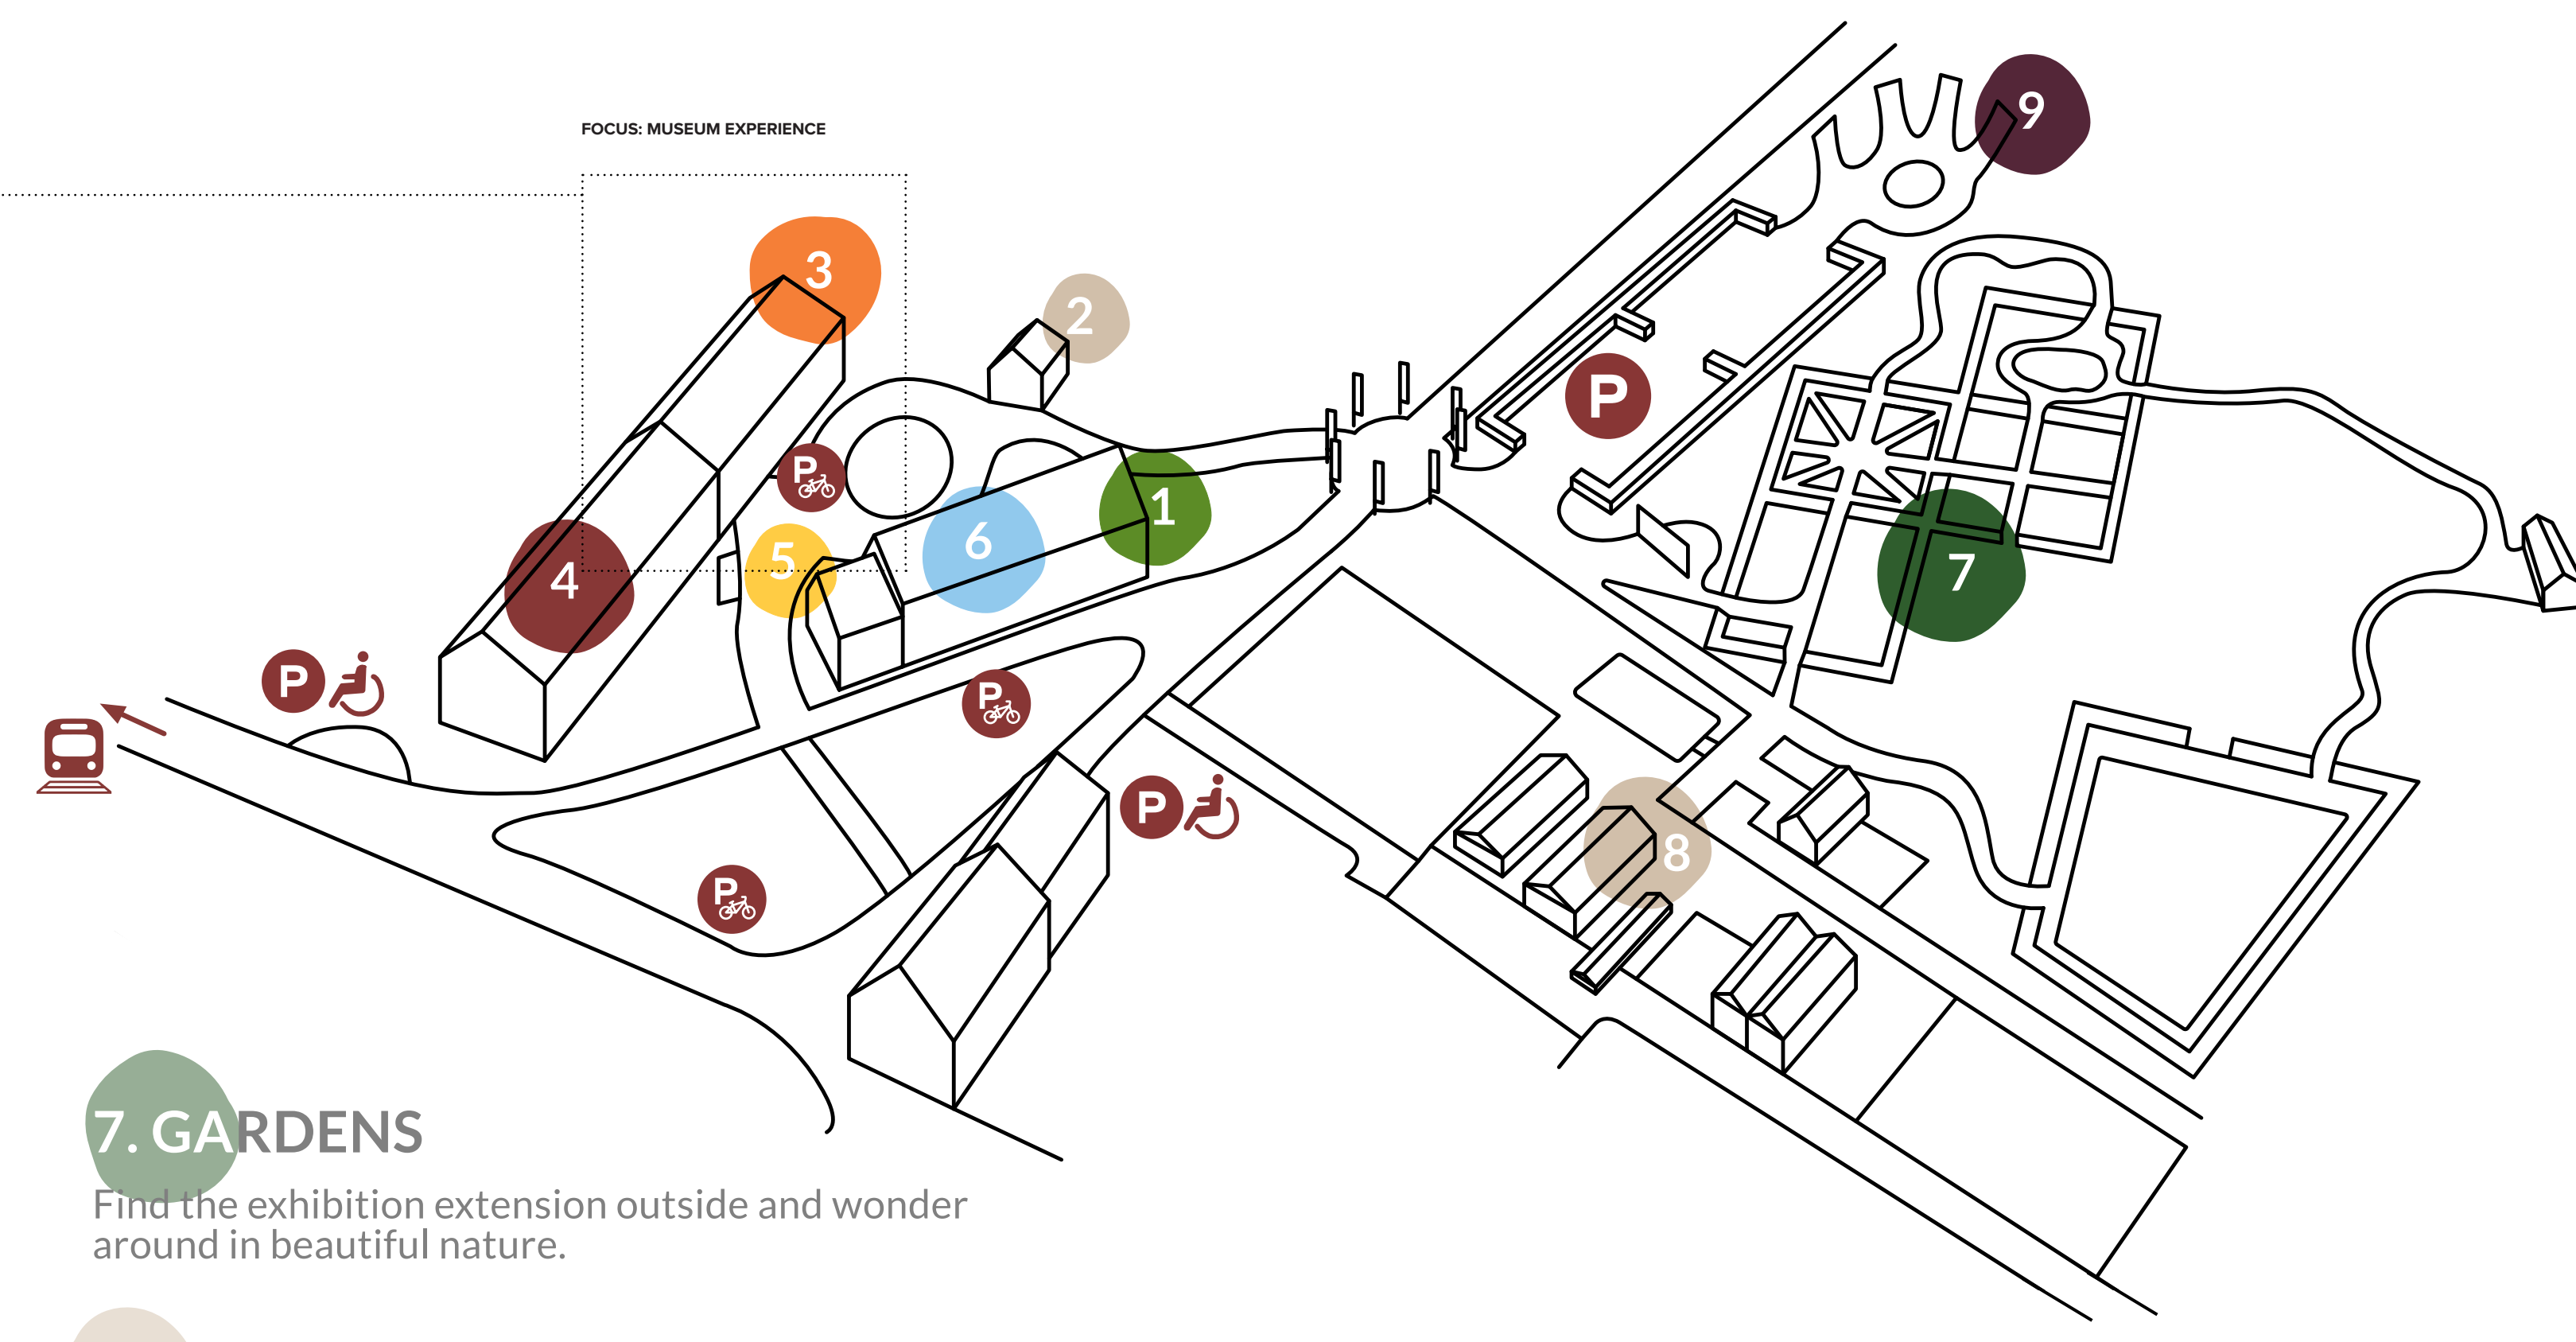 FOCUS: MUSEUM EXPERIENCE
9
3
2
P
P
1
6
5
7
4
P
P
P
8
P
7. GARDENS
Find the exhibition extension outside and wonder
around in beautiful nature.